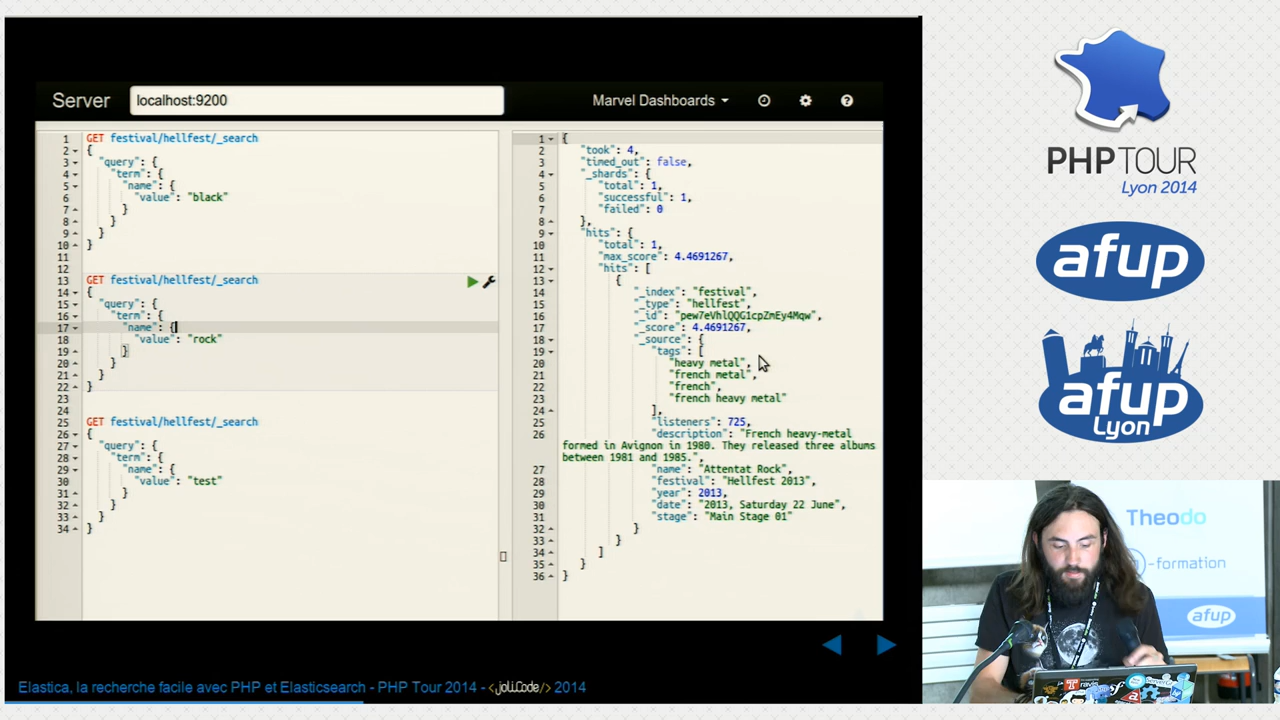 Server
localhost:9200
Marvel Dashboards
1 GET festival/hellfest/_search
2 {
3 "query": {
4 "term": {
5 "name": {
6 "value": "black"
7 }
8 }
9 }
10 }
11
12
13 GET festival/hellfest/_search
14 {
15 "query": {
16 "term": {
17 "name": {
18 "value": "rock"
19 }
20 }
21 }
22 }
23
24
25 GET festival/hellfest/_search
26 {
27 "query": {
28 "term": {
29 "name": {
30 "value": "test"
31 }
32 }
33 }
34 }
1 {
2 "took": 4,
3 "timed_out": false,
4 "_shards": {
5 "total": 1,
6 "successful": 1,
7 "failed": 0
8 },
9 "hits": {
10 "total": 1,
11 "max_score": 4.4691267,
12 "hits": [
13 {
14 "_index": "festival",
15 "_type": "hellfest",
16 "_id": "pew7eVhlQQG1cpZmEy4Mqw",
17 "_score": 4.4691267,
18 "_source": {
19 "tags": [
20 "heavy metal",
21 "french metal",
22 "french",
23 "french heavy metal"
24 ],
25 "listeners": 725,
26 "description": "French heavy-metal
formed in Avignon in 1980. They released three albums
between 1981 and 1985.",
27 "name": "Attentat Rock",
28 "festival": "Hellfest 2013",
29 "year": 2013,
30 "date": "2013, Saturday 22 June",
31 "stage": "Main Stage 01"
32 }
33 }
34 ]
35 }
36 }
Elastica, la recherche facile avec PHP et Elasticsearch - PHP Tour 2014 - <joliCode/> 2014
PHP TOUR
Lyon 2014
afup
afup
Lyon
Theodo
-formation
afup